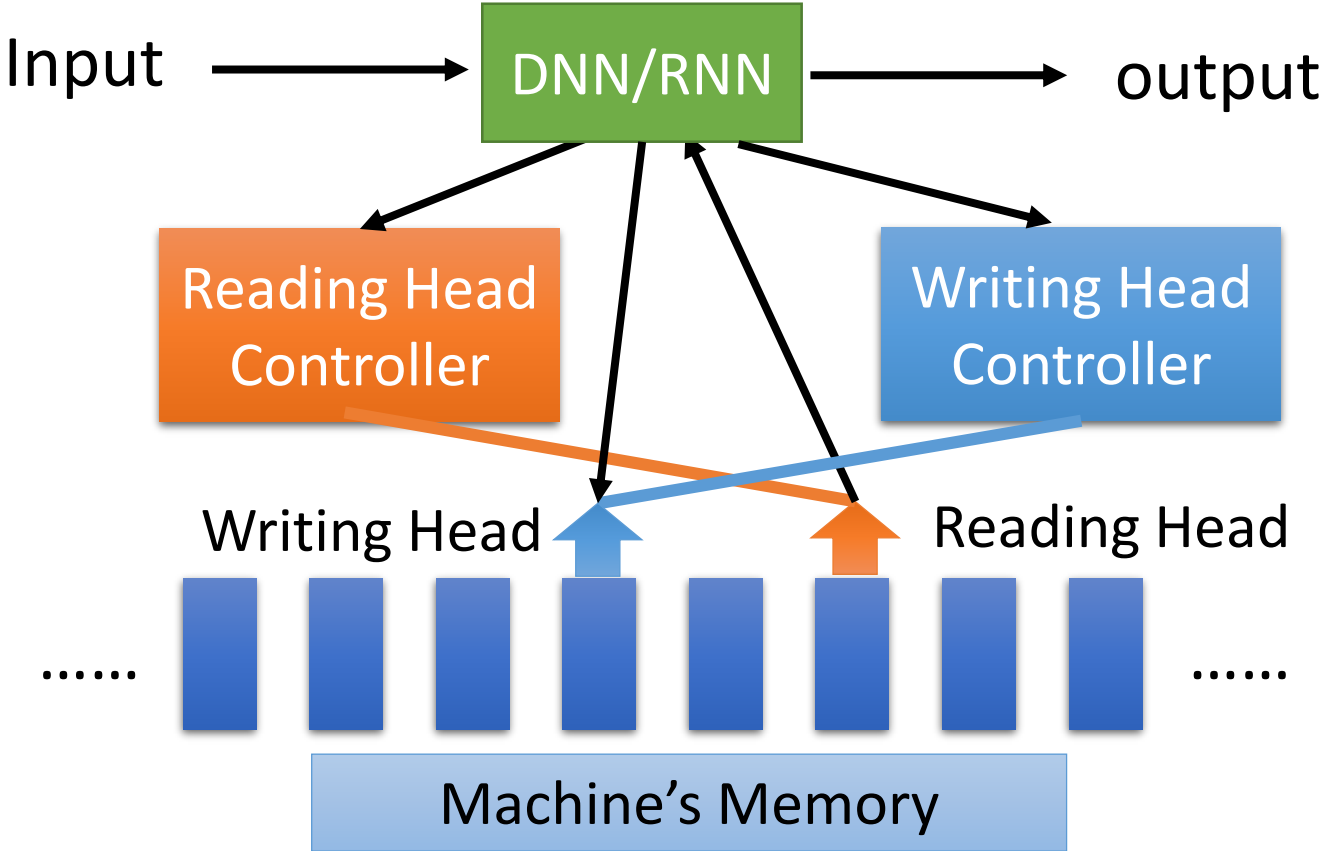 Input
DNN/RNN
output
Reading Head
Controller
Writing Head
Controller
Writing Head
Reading Head
……
……
Machine’s Memory